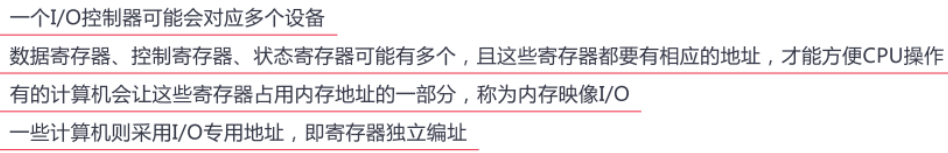 一个I/O控制器可能会对应多个设备
数据寄存器、控制寄存器、状态寄存器可能有多个，且这些寄存器都要有相应的地址，才能方便CPU操作
有的计算机会让这些寄存器占用内存地址的一部分，称为内存映像I/O
一些计算机则采用I/O专用地址，即寄存器独立编址